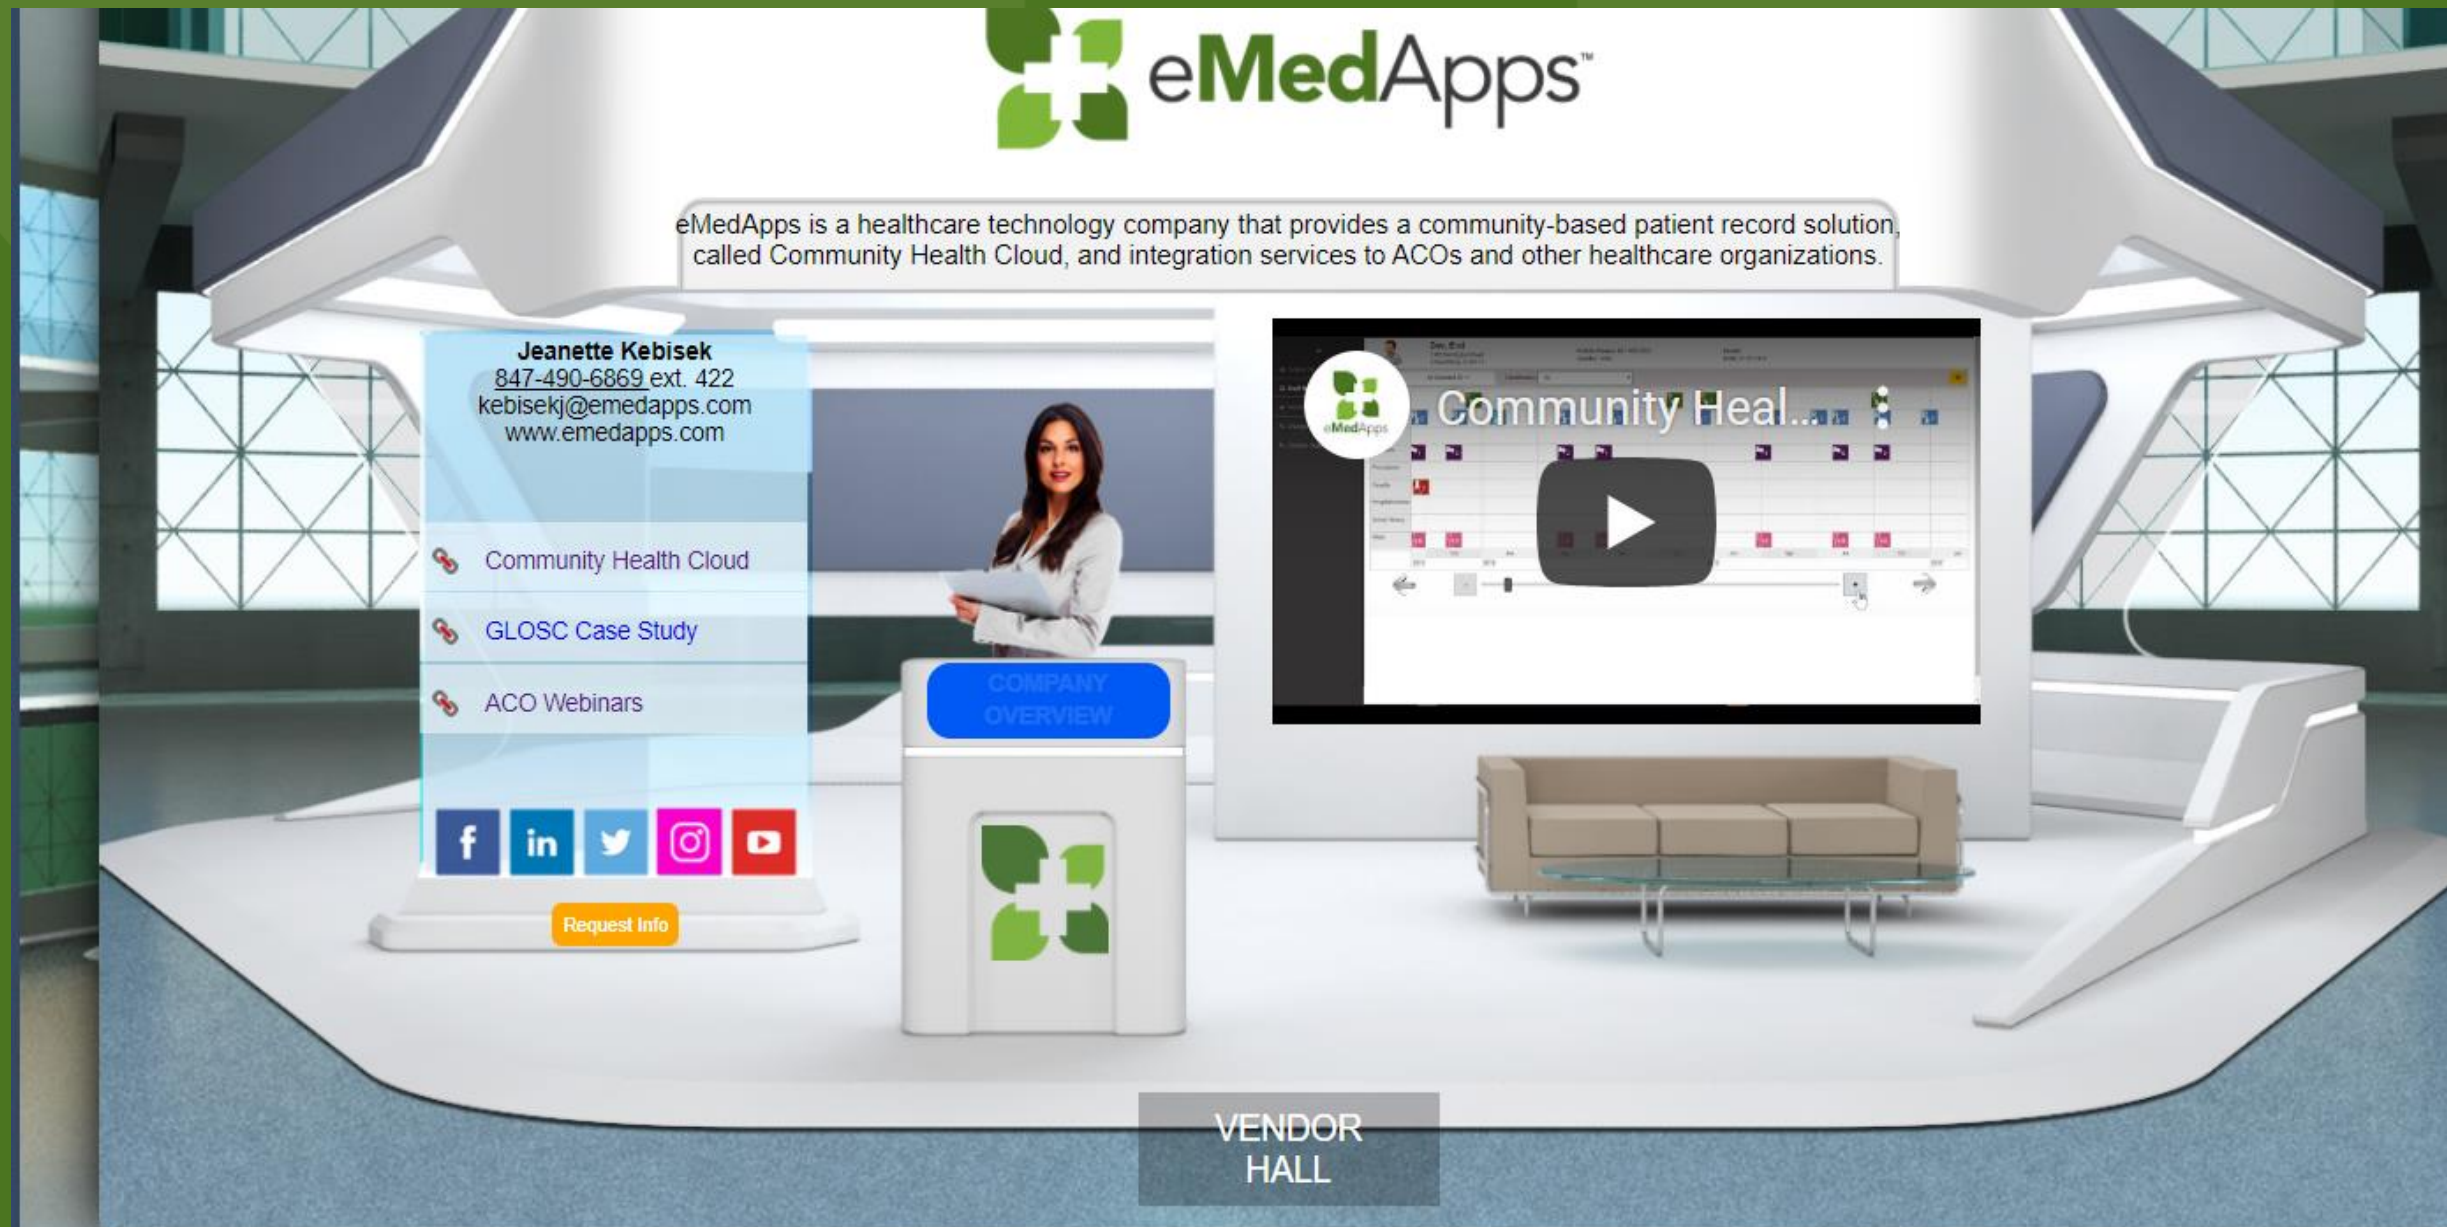 eMedApps™
eMedApps is a healthcare technology company that provides a community-based patient record solution,
called Community Health Cloud, and integration services to ACOs and other healthcare organizations.
Jeanette Kebisek
847-490-6869 ext. 422
kebisekj@emedapps.com
www.emedapps.com
Community Health Cloud
GLOSC Case Study
ACO Webinars
f
in
Request Info
COMPANY
OVERVIEW
eMedApps
Community Heal...
VENDOR
HALL